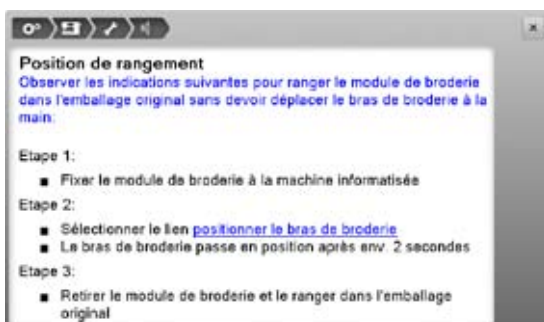 Position de rangement
Observer les indications suivantes pour ranger le module de broderie
dans l'emballage original sans devoir déplacer le bras de broderie à la
main:
Etape 1:
■ Fixer le module de broderie à la machine informatisée
Etape 2:
■ Sélectionner le lien positionner le bras de broderie
■ Le bras de broderie passe en position après env. 2 secondes
Etape 3:
■ Retirer le module de broderie et le ranger dans l'emballage
original